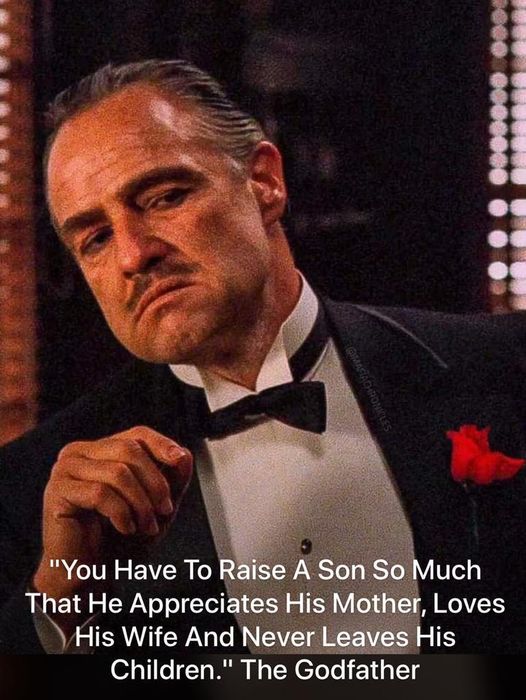 "You Have To Raise A Son So Much
That He Appreciates His Mother, Loves
His Wife And Never Leaves His
Children." The Godfather